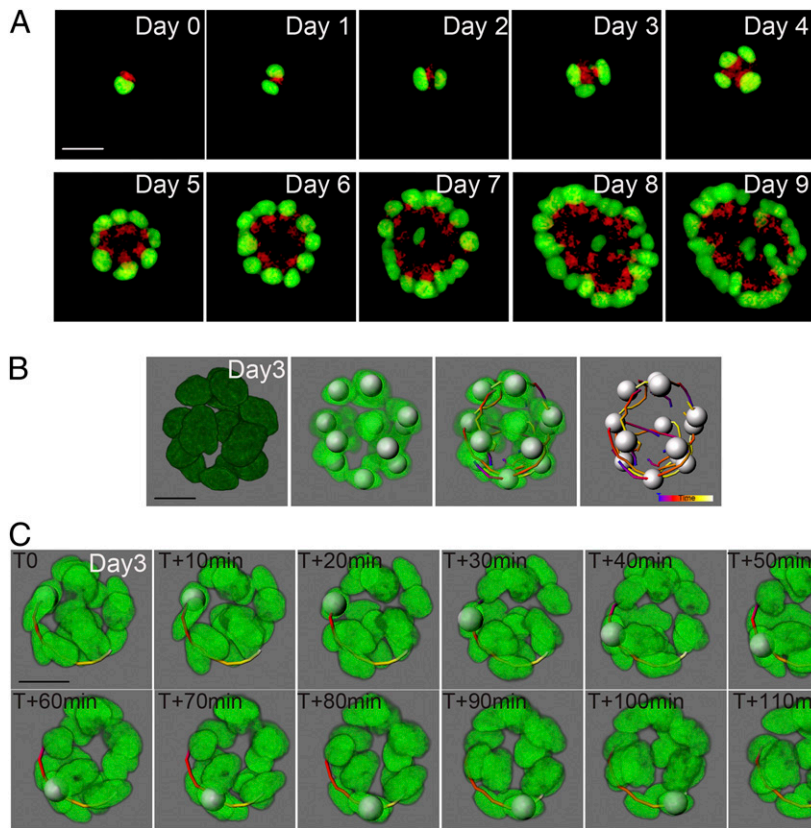 A
Day 0
Day 1
Day 2
Day 3
Day 4
Day 5
Day 6
Day 7
Day 8
Day 9
B
Day3
Time
C
T0
Day3
T+10min
T+20min
T+30min
T+40min
T+50min
T+60min
T+70min
T+80min
T+90min
T+100min
T+110m